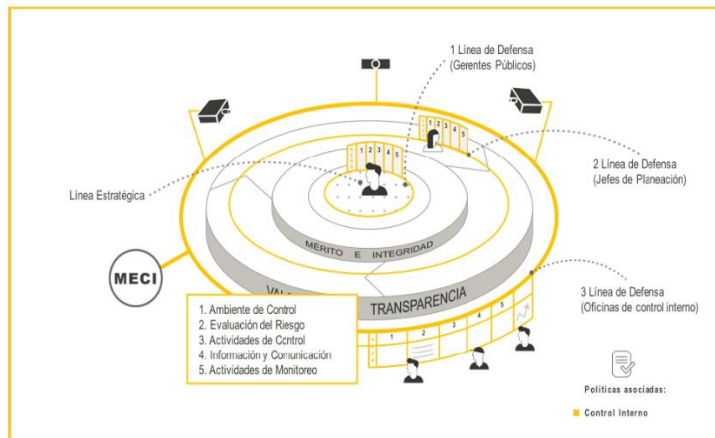 1 Línea de Defensa
(Gerentes Públicos)
1 2 3 4 5
1 2 3 4 5
2 Línea de Defensa
(Jefes de Planeación)
Línea Estratégica
MÉRITO E INTEGRIDAD
MECI
TRANSPARENCIA
3 Línea de Defensa
(Oficinas de control interno)
1. Ambiente de Control
2. Evaluación del Riesgo
3. Actividades de Control
4. Información y Comunicación
5. Actividades de Monitoreo
1 2 3 4 5
Políticas asociadas:
Control Interno